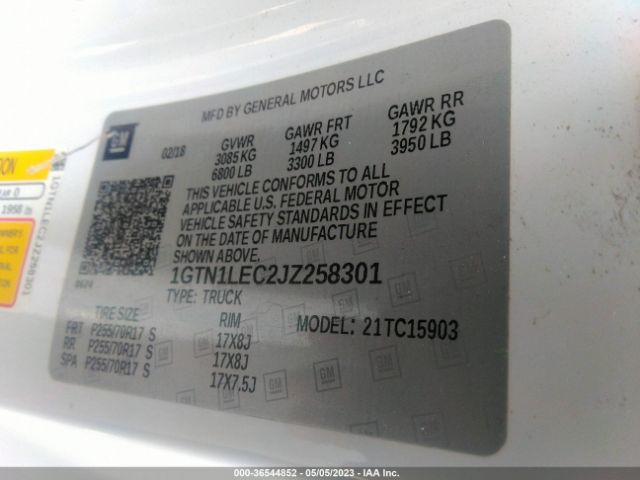 MFD BY GENERAL MOTORS LLC
GM
02/18 GVWR GAWR FRT GAWR RR
3085 KG 1497 KG 1792 KG
6800 LB 3300 LB 3950 LB
THIS VEHICLE CONFORMS TO ALL
APPLICABLE U.S. FEDERAL MOTOR
VEHICLE SAFETY STANDARDS IN EFFECT
ON THE DATE OF MANUFACTURE
SHOWN ABOVE.
1GTN1LEC2JZ258301
TYPE: TRUCK
0624
TIRE SIZE RIM MODEL: 21TC15903
FRT P255/70R17 S 17X8J
RR P255/70R17 S 17X8J
SPA P255/70R17 S 17X7.5J
1GTN1LEC2JZ258301
000-36544852 - 05/05/2023 - IAA Inc.